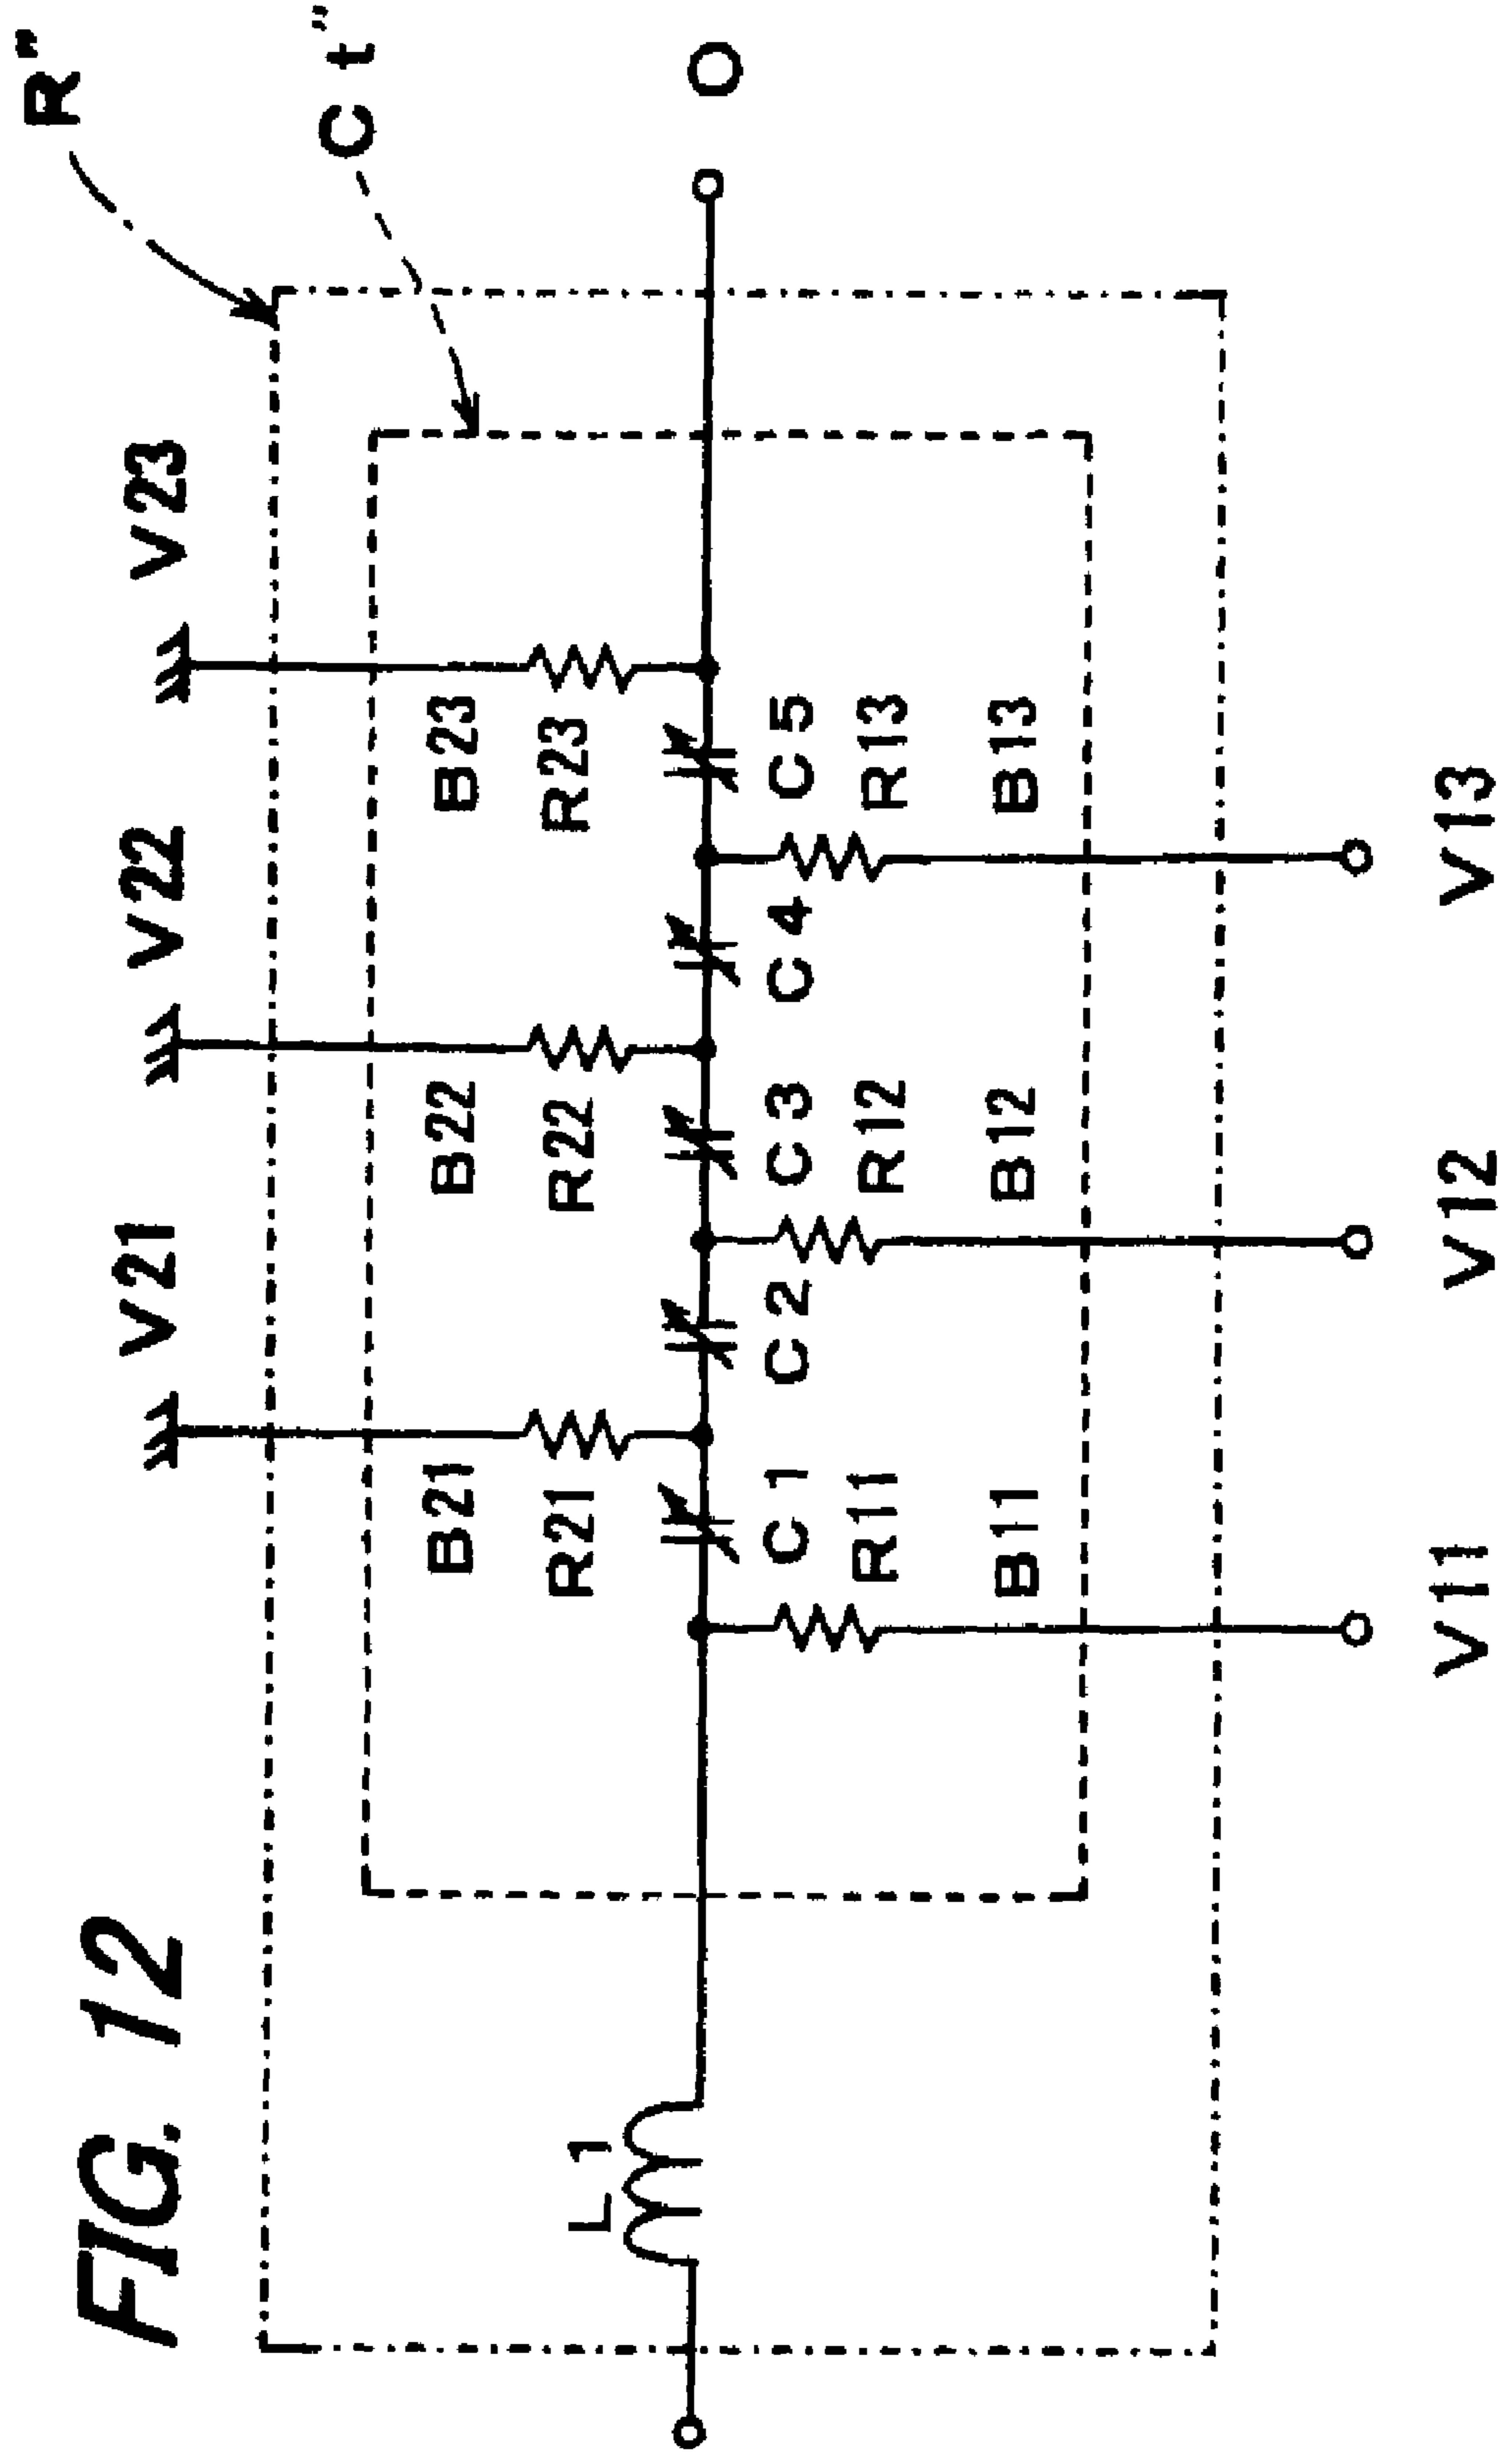 FIG. 12
R"
Ct"
V21
V22
V23
B21
B22
B23
R21
R22
R23
L1
O
C1
C2
C3
C4
C5
R11
R12
R13
B11
B12
B13
V11
V12
V13